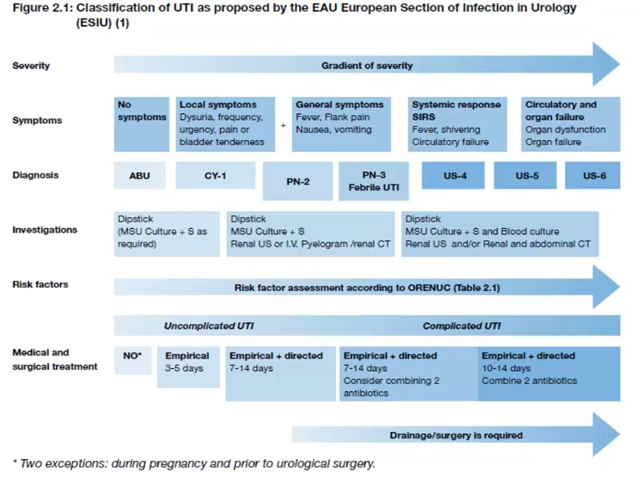 Figure 2.1: Classification of UTI as proposed by the EAU European Section of Infection in Urology
(ESIU) (1)
Severity
Gradient of severity
Symptoms
No
symptoms
Local symptoms
Dysuria, frequency,
urgency, pain or
bladder tenderness
+
General symptoms
Fever, Flank pain
Nausea, vomiting
Systemic response
SIRS
Fever, shivering
Circulatory failure
Circulatory and
organ failure
Organ dysfunction
Organ failure
Diagnosis
ABU
CY-1
PN-2
PN-3
Febrile UTI
US-4
US-5
US-6
Investigations
Dipstick
(MSU Culture + S as
required)
Dipstick
MSU Culture + S
Renal US or I.V. Pyelogram /renal CT
Dipstick
MSU Culture + S and Blood culture
Renal US and/or Renal and abdominal CT
Risk factors
Risk factor assessment according to ORENUC (Table 2.1)
Uncomplicated UTI
Complicated UTI
Medical and
surgical treatment
NO*
Empirical
3-5 days
Empirical + directed
7-14 days
Empirical + directed
7-14 days
Consider combining 2
antibiotics
Empirical + directed
10-14 days
Combine 2 antibiotics
Drainage/surgery is required
* Two exceptions: during pregnancy and prior to urological surgery.